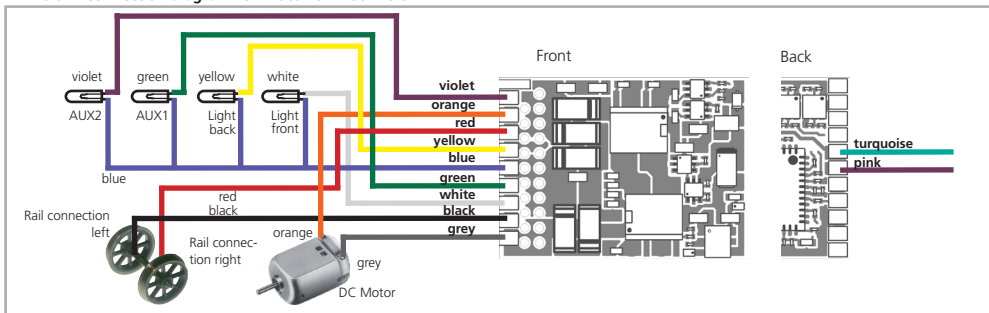 Front
Back
violet
green
yellow
white
AUX2
AUX1
Light
back
Light
front
blue
violet
orange
red
yellow
blue
green
white
black
grey
turquoise
pink
red
black
Rail connection
left
Rail connec-
tion right
orange
grey
DC Motor